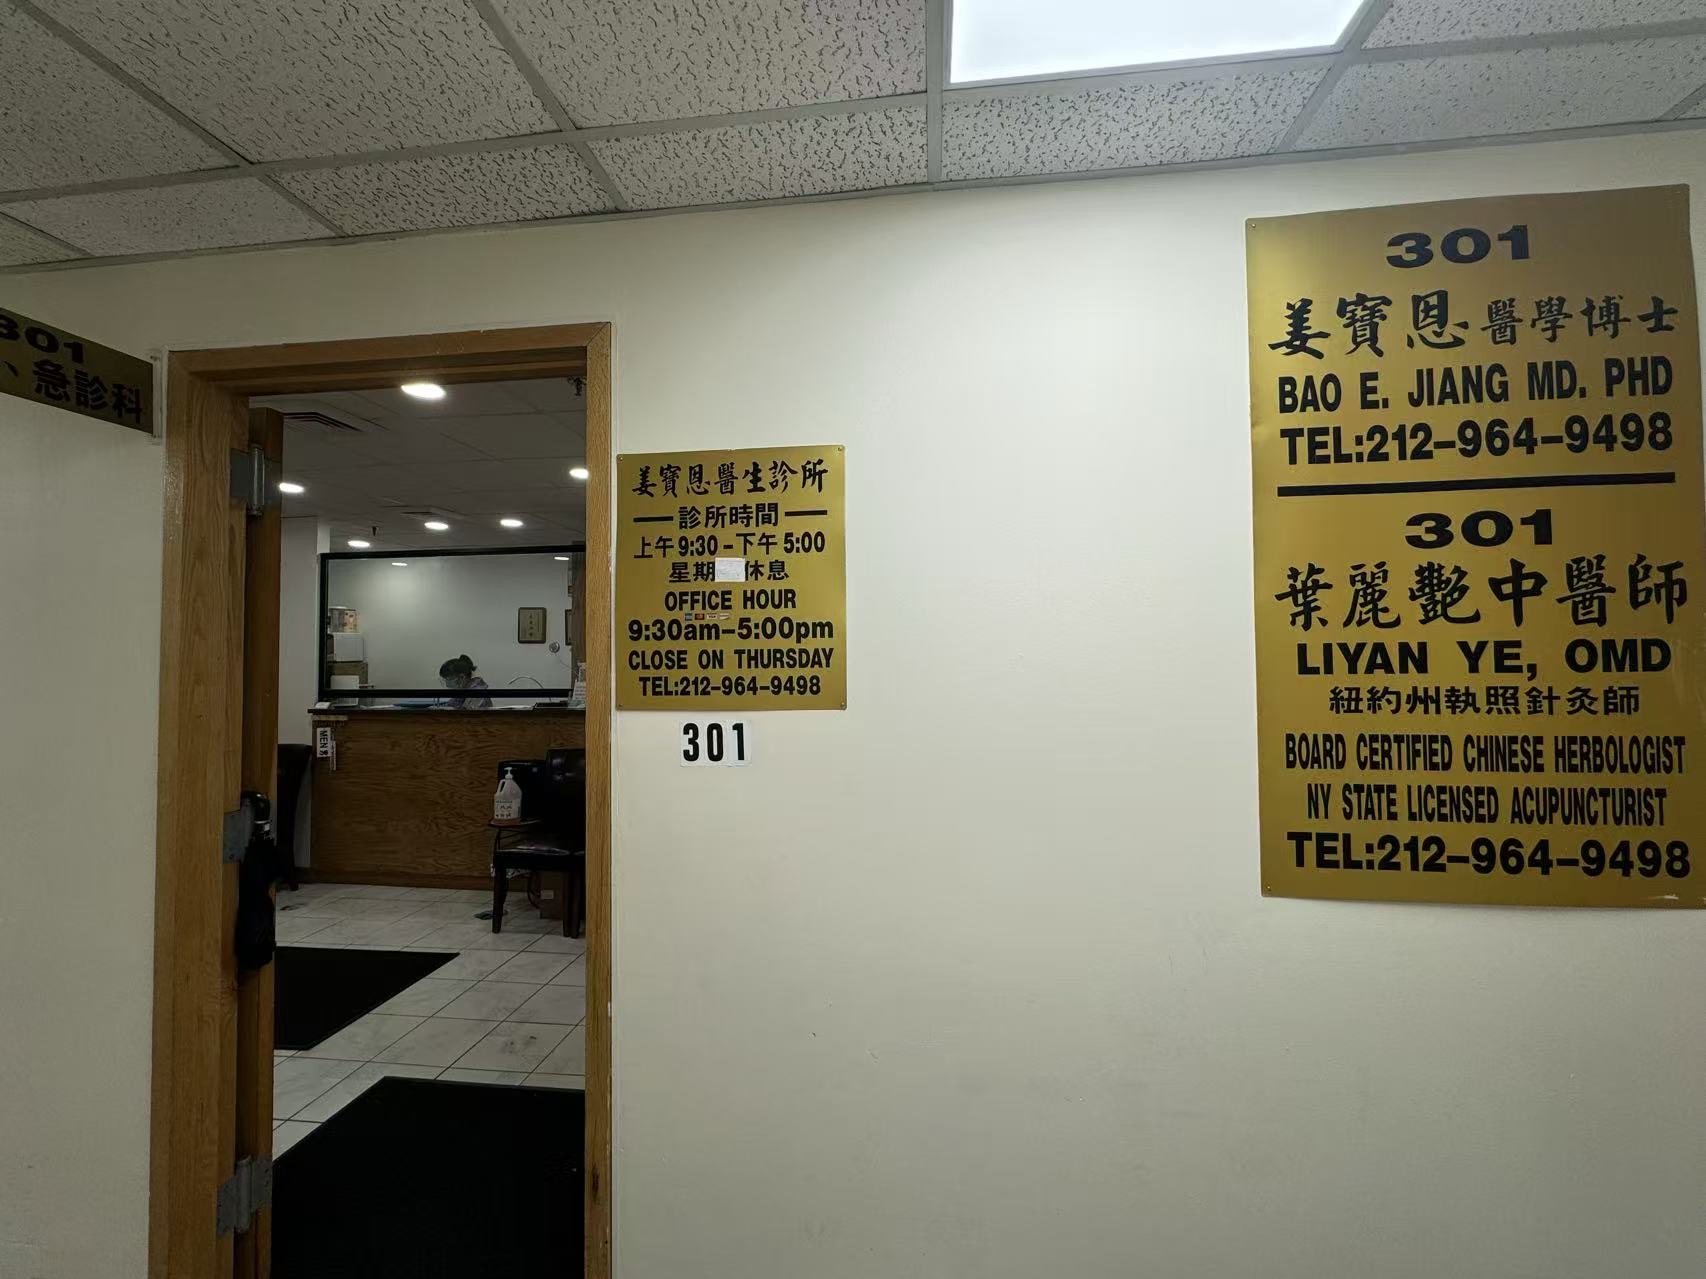 301
、急診科
姜寶恩醫生診所
診所時間
上午9:30-下午5:00
星期 休息
OFFICE HOUR
9:30am-5:00pm
CLOSE ON THURSDAY
TEL:212-964-9498
301
MEN
301
姜寶恩醫學博士
BAO E. JIANG MD. PHD
TEL:212-964-9498
301
葉麗艷中醫師
LIYAN YE, OMD
紐約州執照針灸師
BOARD CERTIFIED CHINESE HERBOLOGIST
NY STATE LICENSED ACUPUNCTURIST
TEL:212-964-9498